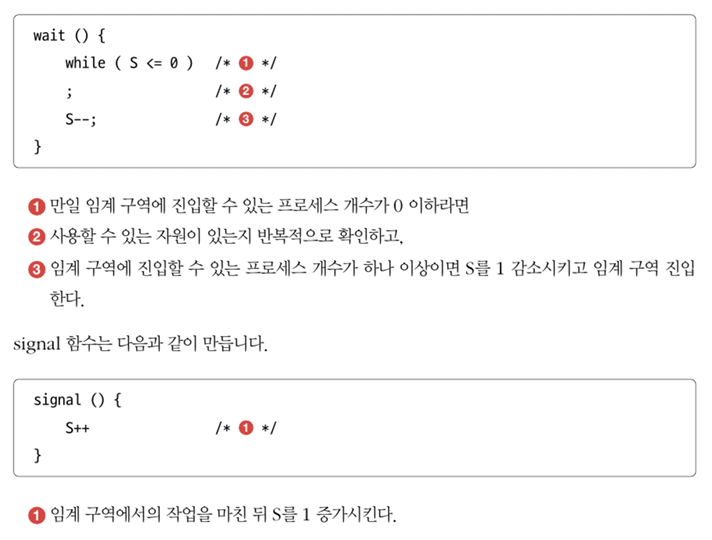 wait () {
while ( S <= 0 ) /* ❶ */
; /* ❷ */
S--; /* ❸ */
}
❶ 만일 임계 구역에 진입할 수 있는 프로세스 개수가 0 이하라면
❷ 사용할 수 있는 자원이 있는지 반복적으로 확인하고,
❸ 임계 구역에 진입할 수 있는 프로세스 개수가 하나 이상이면 S를 1 감소시키고 임계 구역 진입
한다.
signal 함수는 다음과 같이 만듭니다.
signal () {
S++ /* ❶ */
}
❶ 임계 구역에서의 작업을 마친 뒤 S를 1 증가시킨다.